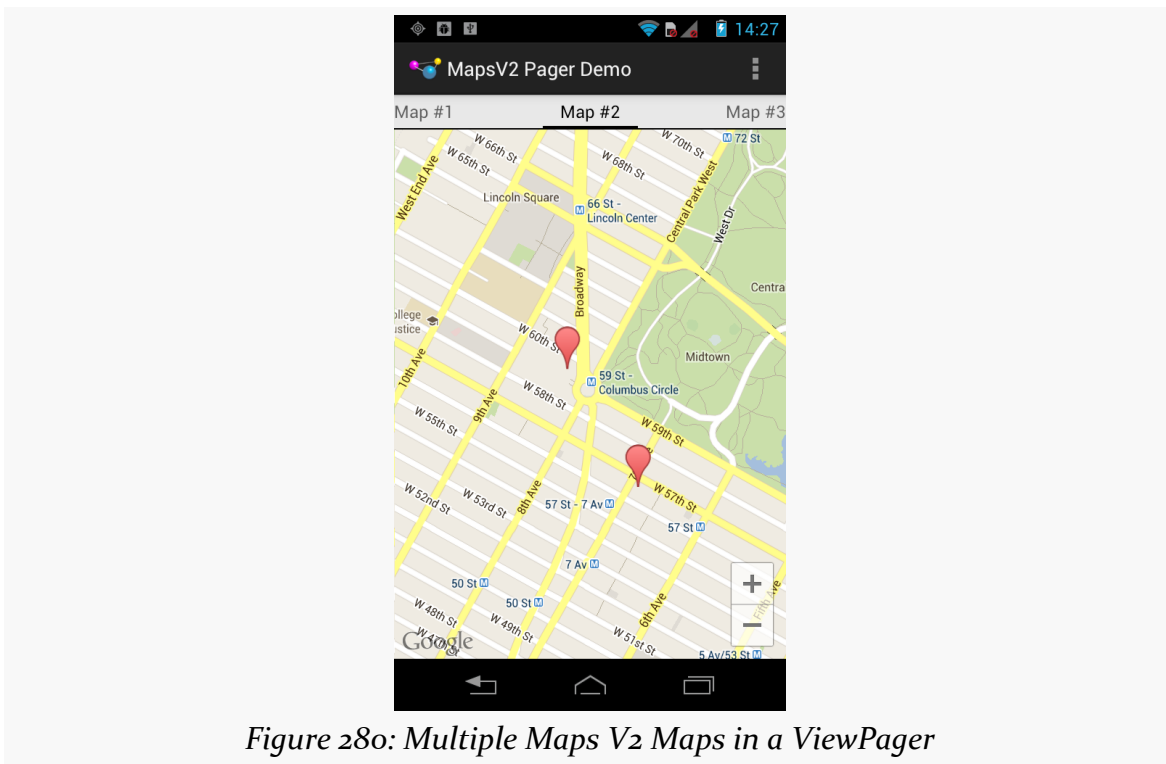 14:27
MapsV2 Pager Demo
Map #1
Map #2
Map #3
W 66th St
W 65th St
W 70th St
W 68th St
M 72 St
West End Ave
Central Park West
West Dr
Lincoln Square
M 66 St -
Lincoln Center
Broadway
Centra
ollege
ustice
W 60th St
Midtown
10th Ave
M 59 St -
Columbus Circle
W 58th St
9th Ave
W 55th St
W 59th St
W 57th St
W 52nd St
W 53rd St
8th Ave
57 St - 7 Av M
57 St M
7 Av M
50 St M
50 St M
+
6th Ave
Fifth Ave
−
W 48th St
W 49th St
W 51st St
Google
5 Av/53 St M
Figure 280: Multiple Maps V2 Maps in a ViewPager